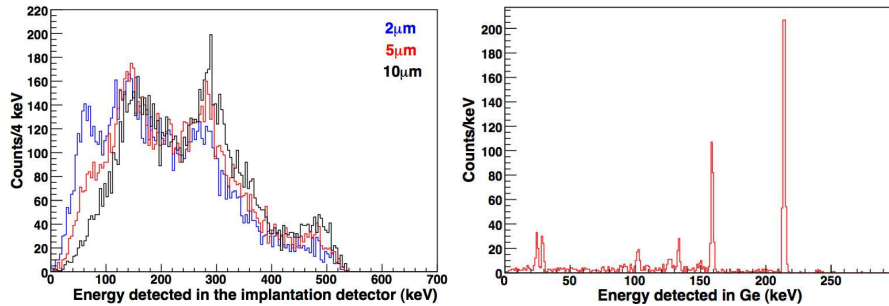 220
200
180
160
140
120
100
80
60
40
20
0
Counts/4 keV
2μm
5μm
10μm
0 100 200 300 400 500 600 700
Energy detected in the implantation detector (keV)
200
180
160
140
120
100
80
60
40
20
0
Counts/keV
0 50 100 150 200 250 300
Energy detected in Ge (keV)